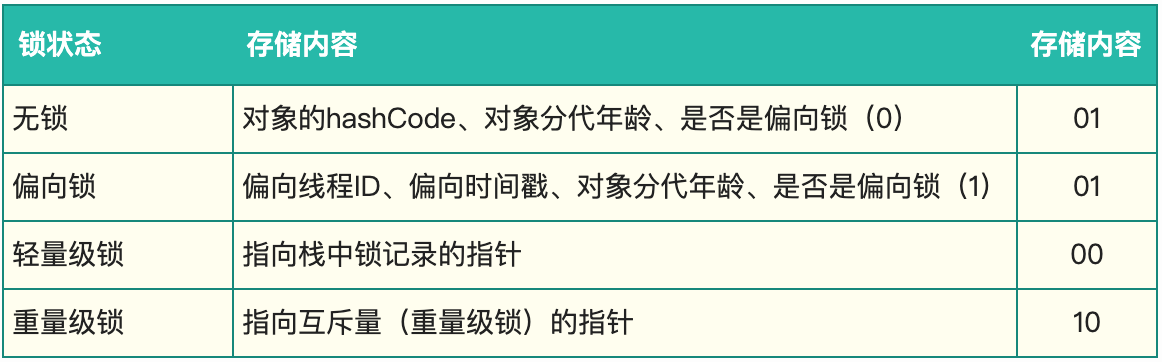 锁状态 存储内容 存储内容
无锁 对象的hashCode、对象分代年龄、是否是偏向锁（0） 01
偏向锁 偏向线程ID、偏向时间戳、对象分代年龄、是否是偏向锁（1） 01
轻量级锁 指向栈中锁记录的指针 00
重量级锁 指向互斥量（重量级锁）的指针 10